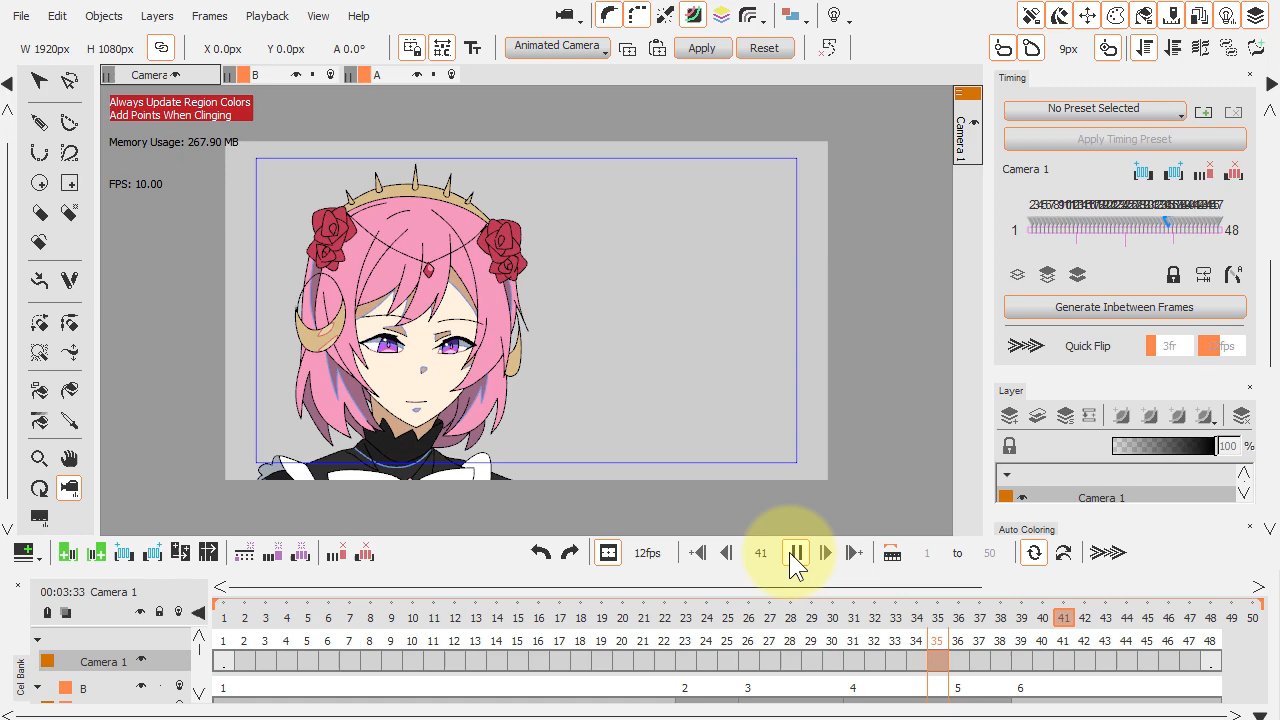 File Edit Objects Layers Frames Playback View Help
W 1920px H 1080px X 0.0px Y 0.0px A 0.0° Animated Camera Apply Reset 9px
Camera B A
Timing
Always Update Region Colors
Add Points When Clinging
Memory Usage: 267.90 MB
FPS: 10.00
Camera 1
No Preset Selected
Apply Timing Preset
Camera 1
1 48
Generate Inbetween Frames
Quick Flip 3fr
Layer
100 %
Camera 1
Auto Coloring
12fps 41 1 to 50
00:03:33 Camera 1
1 2 3 4 5 6 7 8 9 10 11 12 13 14 15 16 17 18 19 20 21 22 23 24 25 26 27 28 29 30 31 32 33 34 35 36 37 38 39 40 41 42 43 44 45 46 47 48 49 50
1 2 3 4 5 6 7 8 9 10 11 12 13 14 15 16 17 18 19 20 21 22 23 24 25 26 27 28 29 30 31 32 33 34 35 36 37 38 39 40 41 42 43 44 45 46 47 48
Cel Bank
Camera 1
B 1 2 3 4 5 6